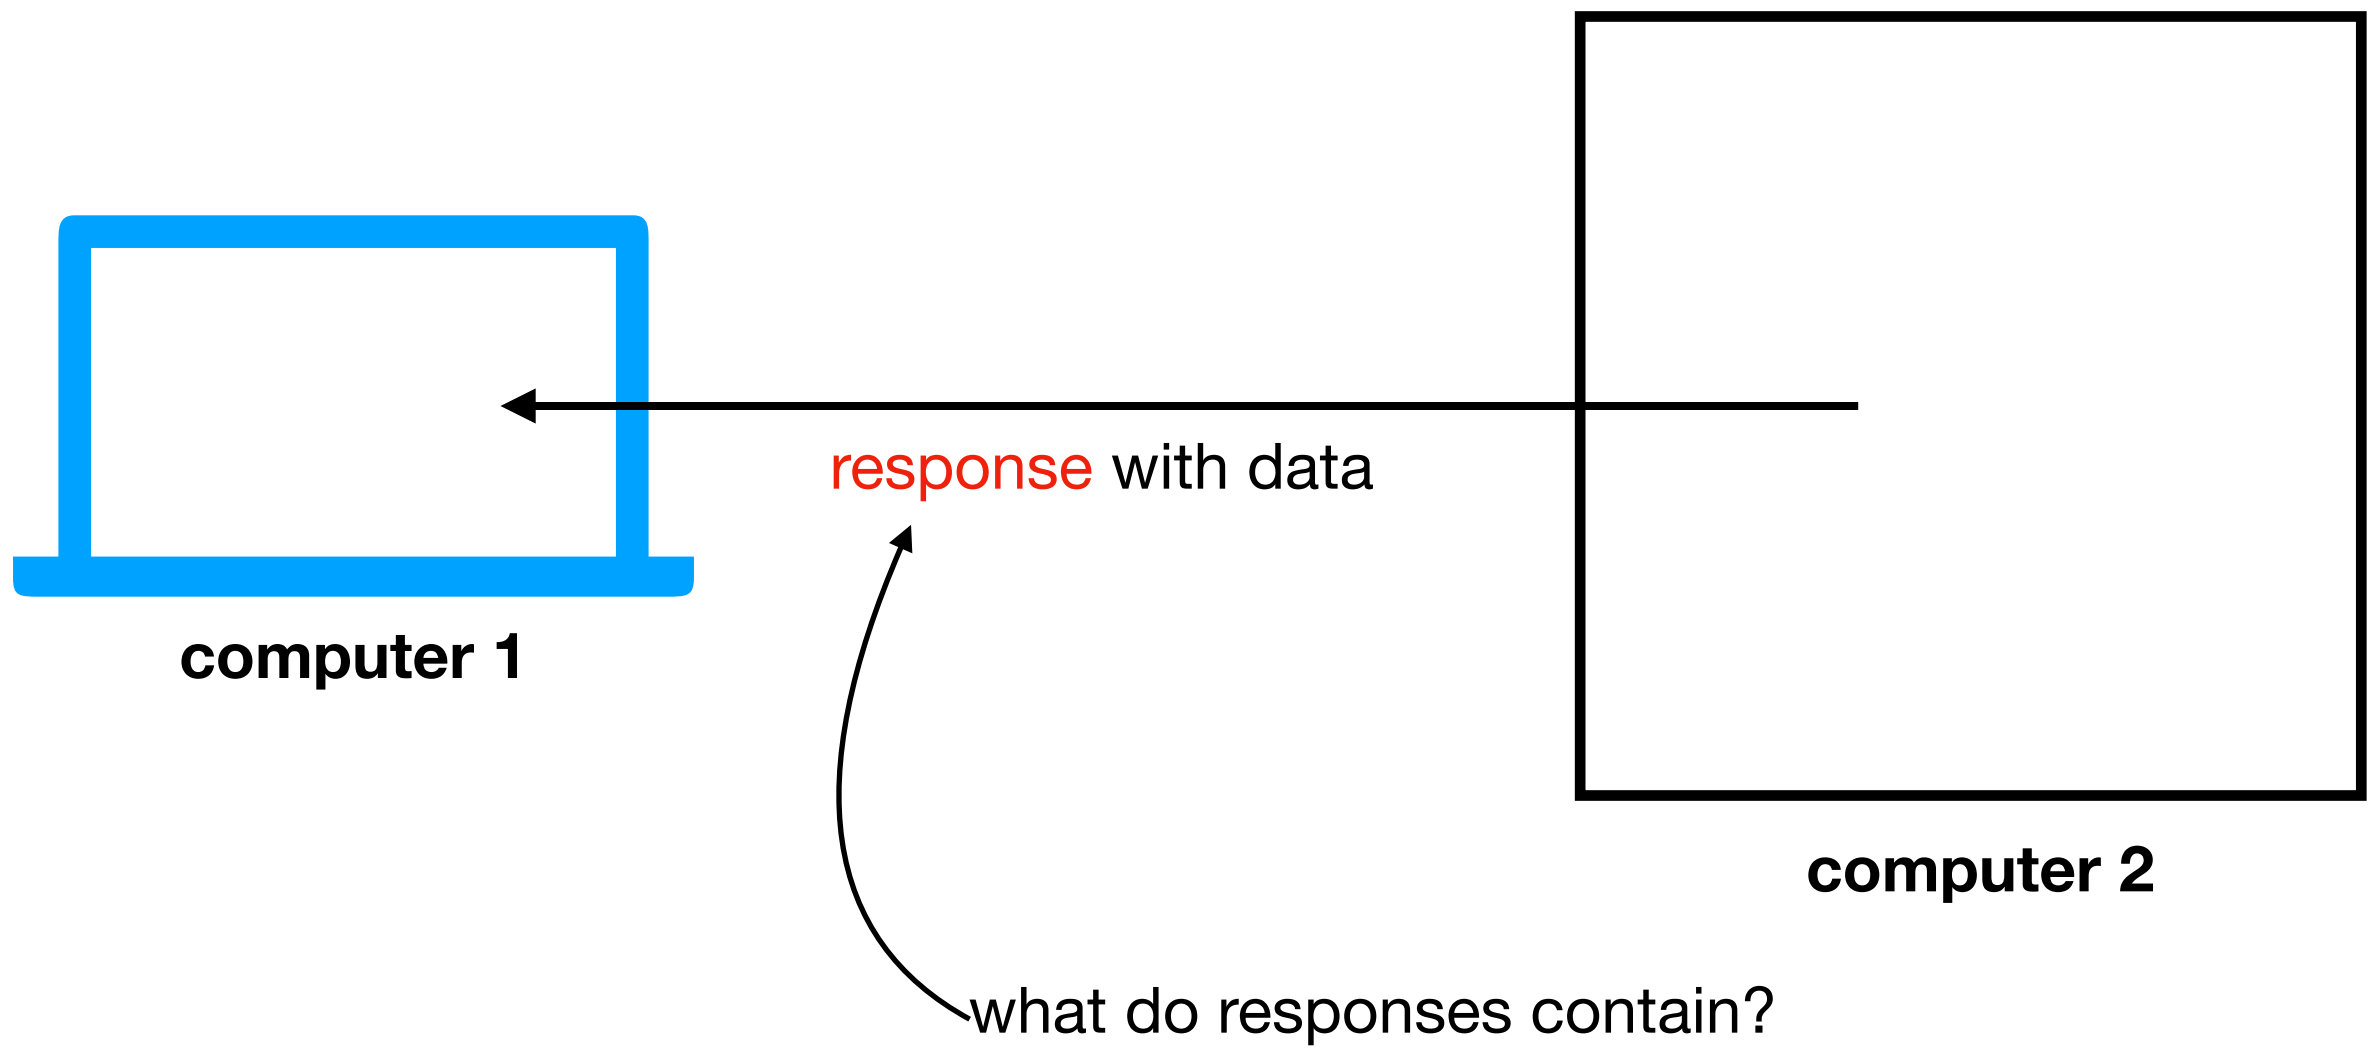 response with data
computer 1
computer 2
what do responses contain?